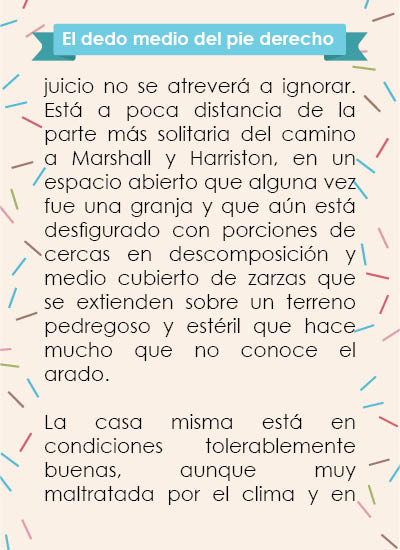 El dedo medio del pie derecho
juicio no se atreverá a ignorar.
Está a poca distancia de la
parte más solitaria del camino
a Marshall y Harriston, en un
espacio abierto que alguna vez
fue una granja y que aún está
desfigurado con porciones de
cercas en descomposición y
medio cubierto de zarzas que
se extienden sobre un terreno
pedregoso y estéril que hace
mucho que no conoce el
arado.
La casa misma está en
condiciones tolerablemente
buenas, aunque muy
maltratada por el clima y en